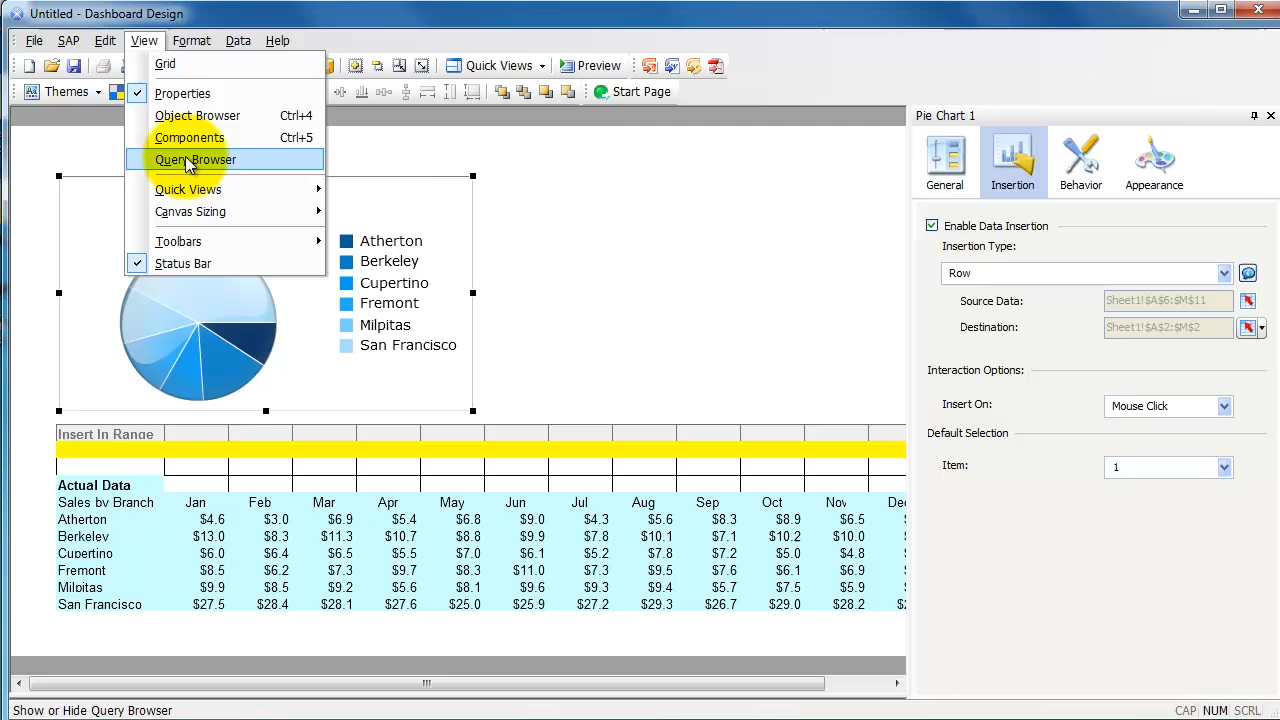 Untitled - Dashboard Design
File SAP Edit View Format Data Help
Quick Views Preview
Themes Start Page
Grid
Properties
Object Browser Ctrl+4
Components Ctrl+5
Query Browser
Quick Views
Canvas Sizing
Toolbars
Status Bar
Atherton
Berkeley
Cupertino
Fremont
Milpitas
San Francisco
Insert In Range
Actual Data
Sales by Branch Jan Feb Mar Apr May Jun Jul Aug Sep Oct Nov
Atherton $4.6 $3.0 $6.9 $5.4 $6.8 $9.0 $4.3 $5.6 $8.3 $8.9 $6.5
Berkeley $13.0 $8.3 $11.3 $10.7 $8.8 $9.9 $7.8 $10.1 $7.1 $10.2 $10.0
Cupertino $6.0 $6.4 $6.5 $5.5 $7.0 $6.1 $5.2 $7.8 $7.2 $5.0 $4.8
Fremont $8.5 $6.2 $7.3 $9.7 $8.3 $11.0 $7.3 $9.5 $7.6 $6.1 $6.9
Milpitas $9.9 $8.5 $9.2 $5.6 $8.1 $9.6 $9.3 $9.4 $5.7 $7.5 $5.9
San Francisco $27.5 $28.4 $28.1 $27.6 $25.0 $25.9 $27.2 $29.3 $26.7 $29.0 $28.2
Pie Chart 1
General Insertion Behavior Appearance
Enable Data Insertion
Insertion Type:
Row
Source Data: Sheet1!$A$6:$M$11
Destination: Sheet1!$A$2:$M$2
Interaction Options:
Insert On: Mouse Click
Default Selection
Item: 1
Show or Hide Query Browser
CAP NUM SCRL